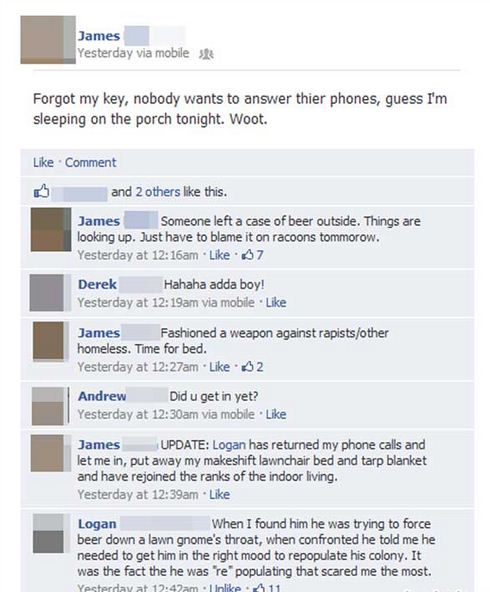 James
Yesterday via mobile
Forgot my key, nobody wants to answer thier phones, guess I'm
sleeping on the porch tonight. Woot.
Like · Comment
and 2 others like this.
James Someone left a case of beer outside. Things are
looking up. Just have to blame it on racoons tommorow.
Yesterday at 12:16am · Like · 7
Derek Hahaha adda boy!
Yesterday at 12:19am via mobile · Like
James Fashioned a weapon against rapists/other
homeless. Time for bed.
Yesterday at 12:27am · Like · 2
Andrew Did u get in yet?
Yesterday at 12:30am via mobile · Like
James UPDATE: Logan has returned my phone calls and
let me in, put away my makeshift lawnchair bed and tarp blanket
and have rejoined the ranks of the indoor living.
Yesterday at 12:39am · Like
Logan When I found him he was trying to force
beer down a lawn gnome's throat, when confronted he told me he
needed to get him in the right mood to repopulate his colony. It
was the fact the he was "re" populating that scared me the most.
Yesterday at 12:42am · Unlike · 11